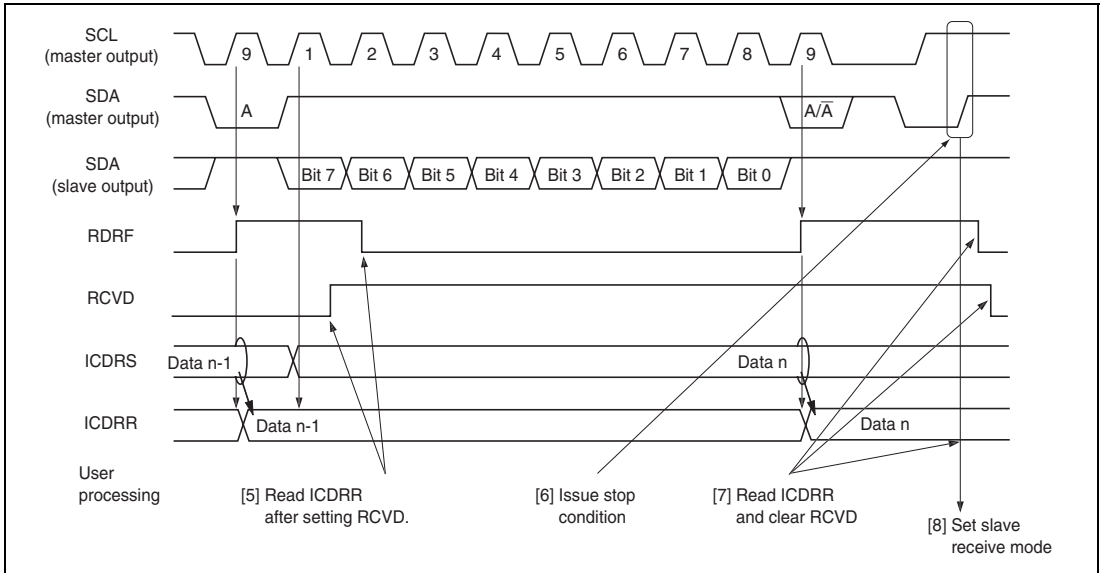 SCL
(master output)
9 1 2 3 4 5 6 7 8 9
SDA
(master output)
A A/A̅
SDA
(slave output)
Bit 7 Bit 6 Bit 5 Bit 4 Bit 3 Bit 2 Bit 1 Bit 0
RDRF
RCVD
ICDRS
Data n-1 Data n
ICDRR
Data n-1 Data n
User
processing
[5] Read ICDRR
after setting RCVD.
[6] Issue stop
condition
[7] Read ICDRR
and clear RCVD
[8] Set slave
receive mode